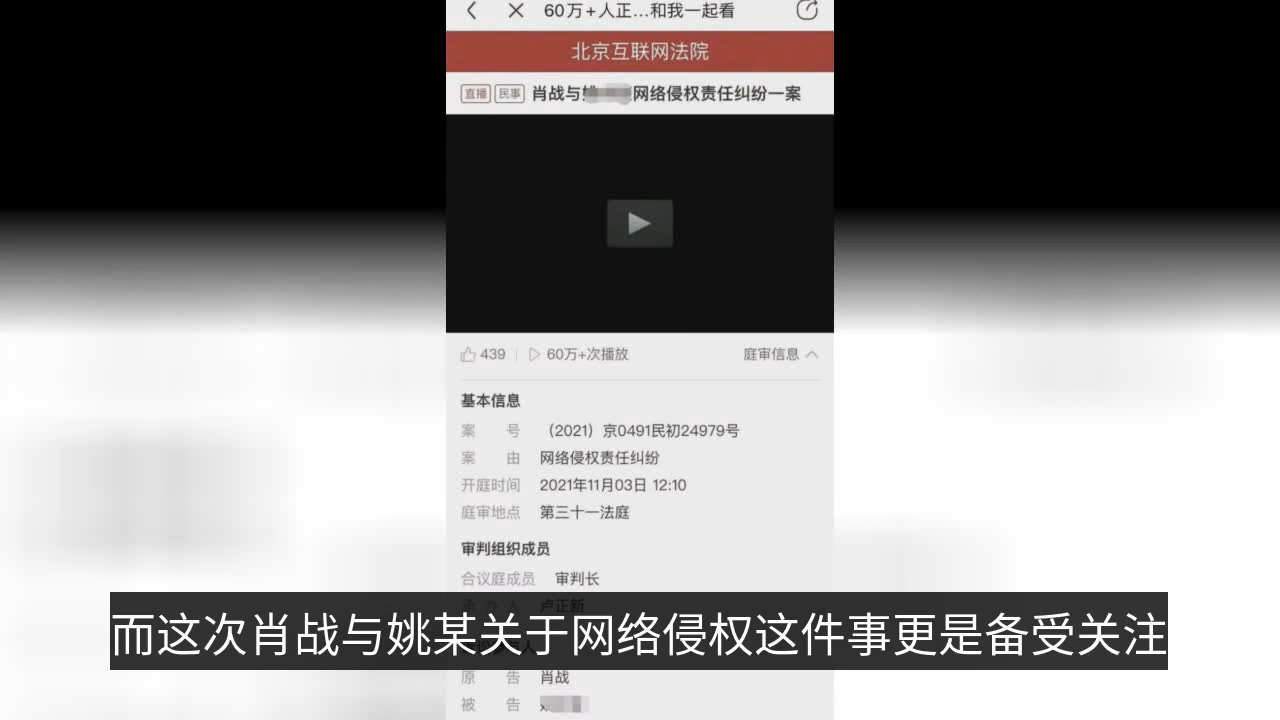 60万+人正...和我一起看
北京互联网法院
直播 民事 肖战与姚 网络侵权责任纠纷一案
439 60万+次播放 庭审信息
基本信息
案 号 （2021）京0491民初24979号
案 由 网络侵权责任纠纷
开庭时间 2021年11月03日 12:10
庭审地点 第三十一法庭
审判组织成员
合议庭成员 审判长
承 办 人 卢正新
而这次肖战与姚某关于网络侵权这件事更是备受关注
原 告 肖战
被 告